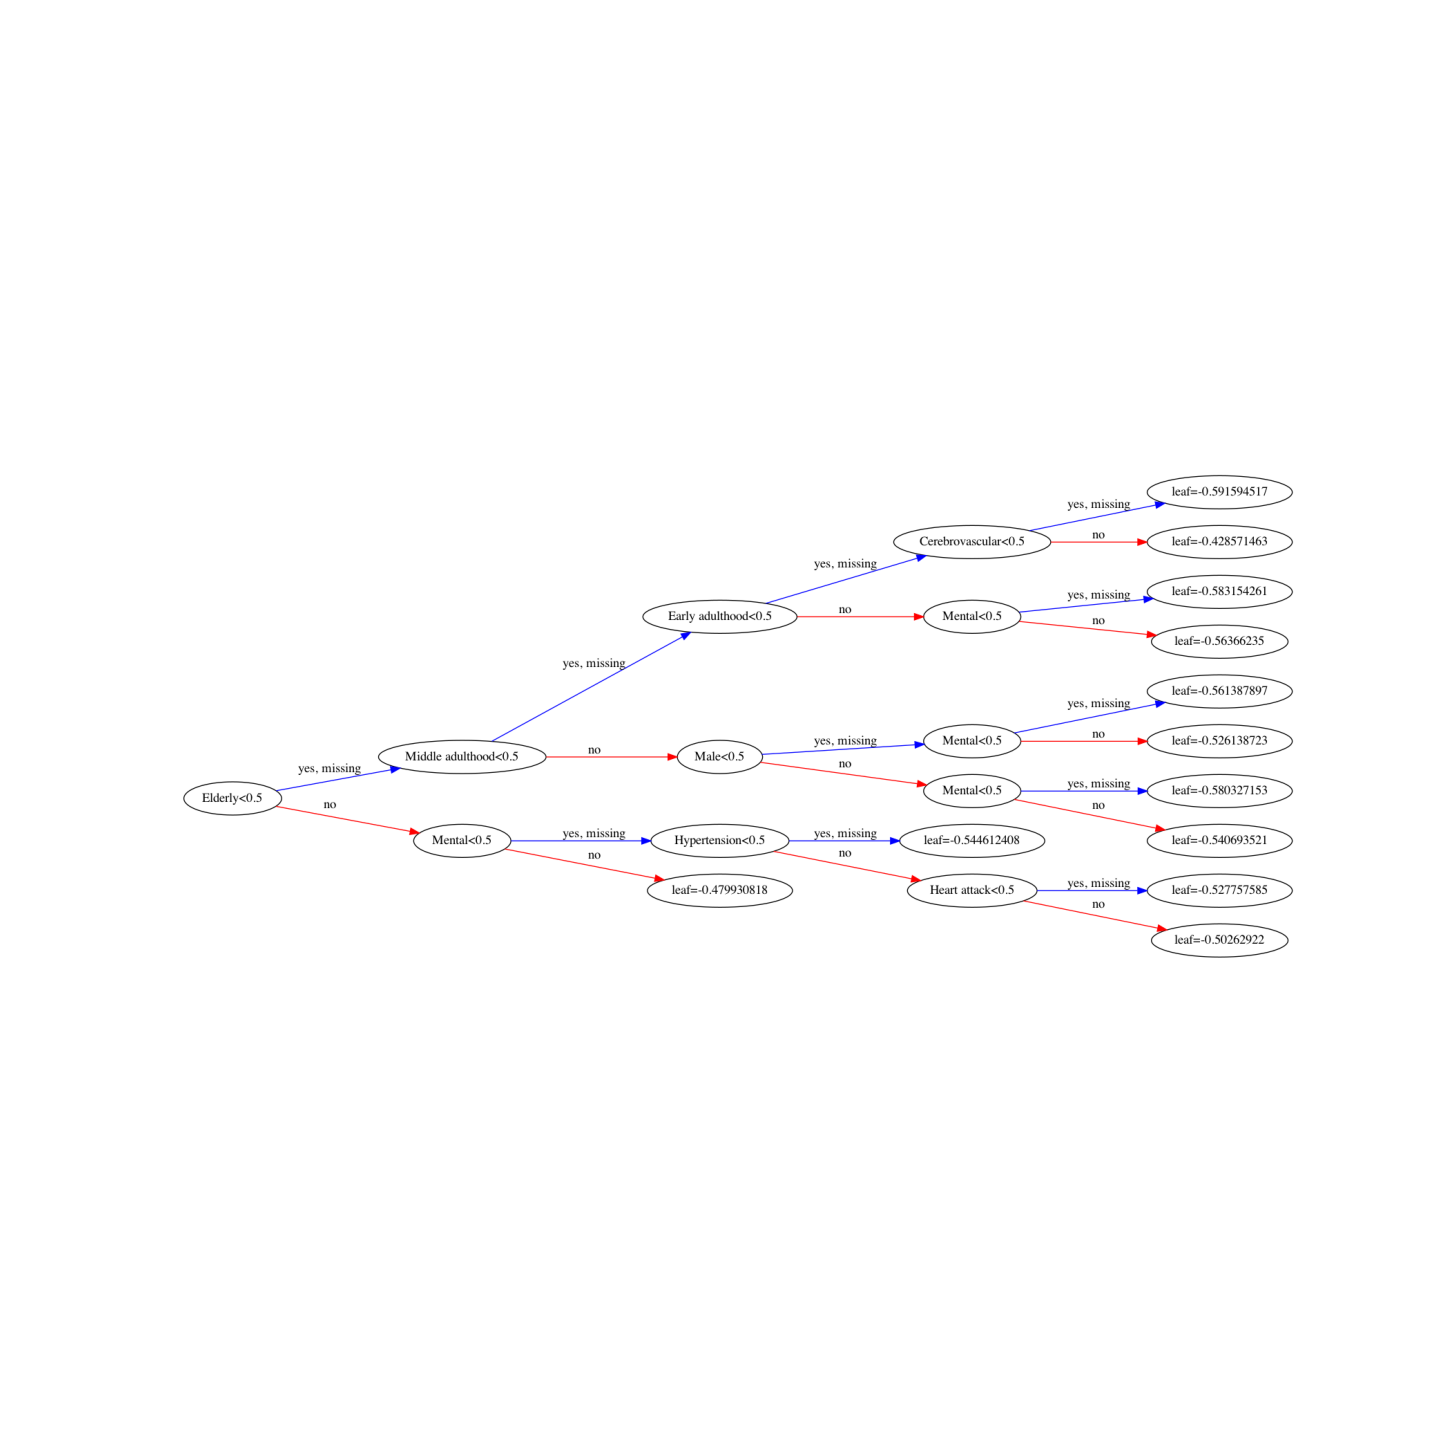 leaf=-0.591594517
yes, missing
Cerebrovascular<0.5
no
leaf=-0.428571463
yes, missing
leaf=-0.583154261
yes, missing
Early adulthood<0.5
no
Mental<0.5
no
leaf=-0.56366235
yes, missing
leaf=-0.561387897
yes, missing
Middle adulthood<0.5
no
Male<0.5
yes, missing
Mental<0.5
no
leaf=-0.526138723
yes, missing
no
Mental<0.5
yes, missing
leaf=-0.580327153
Elderly<0.5
no
no
Mental<0.5
yes, missing
Hypertension<0.5
yes, missing
leaf=-0.544612408
leaf=-0.540693521
no
no
leaf=-0.479930818
Heart attack<0.5
yes, missing
leaf=-0.527757585
no
leaf=-0.50262922